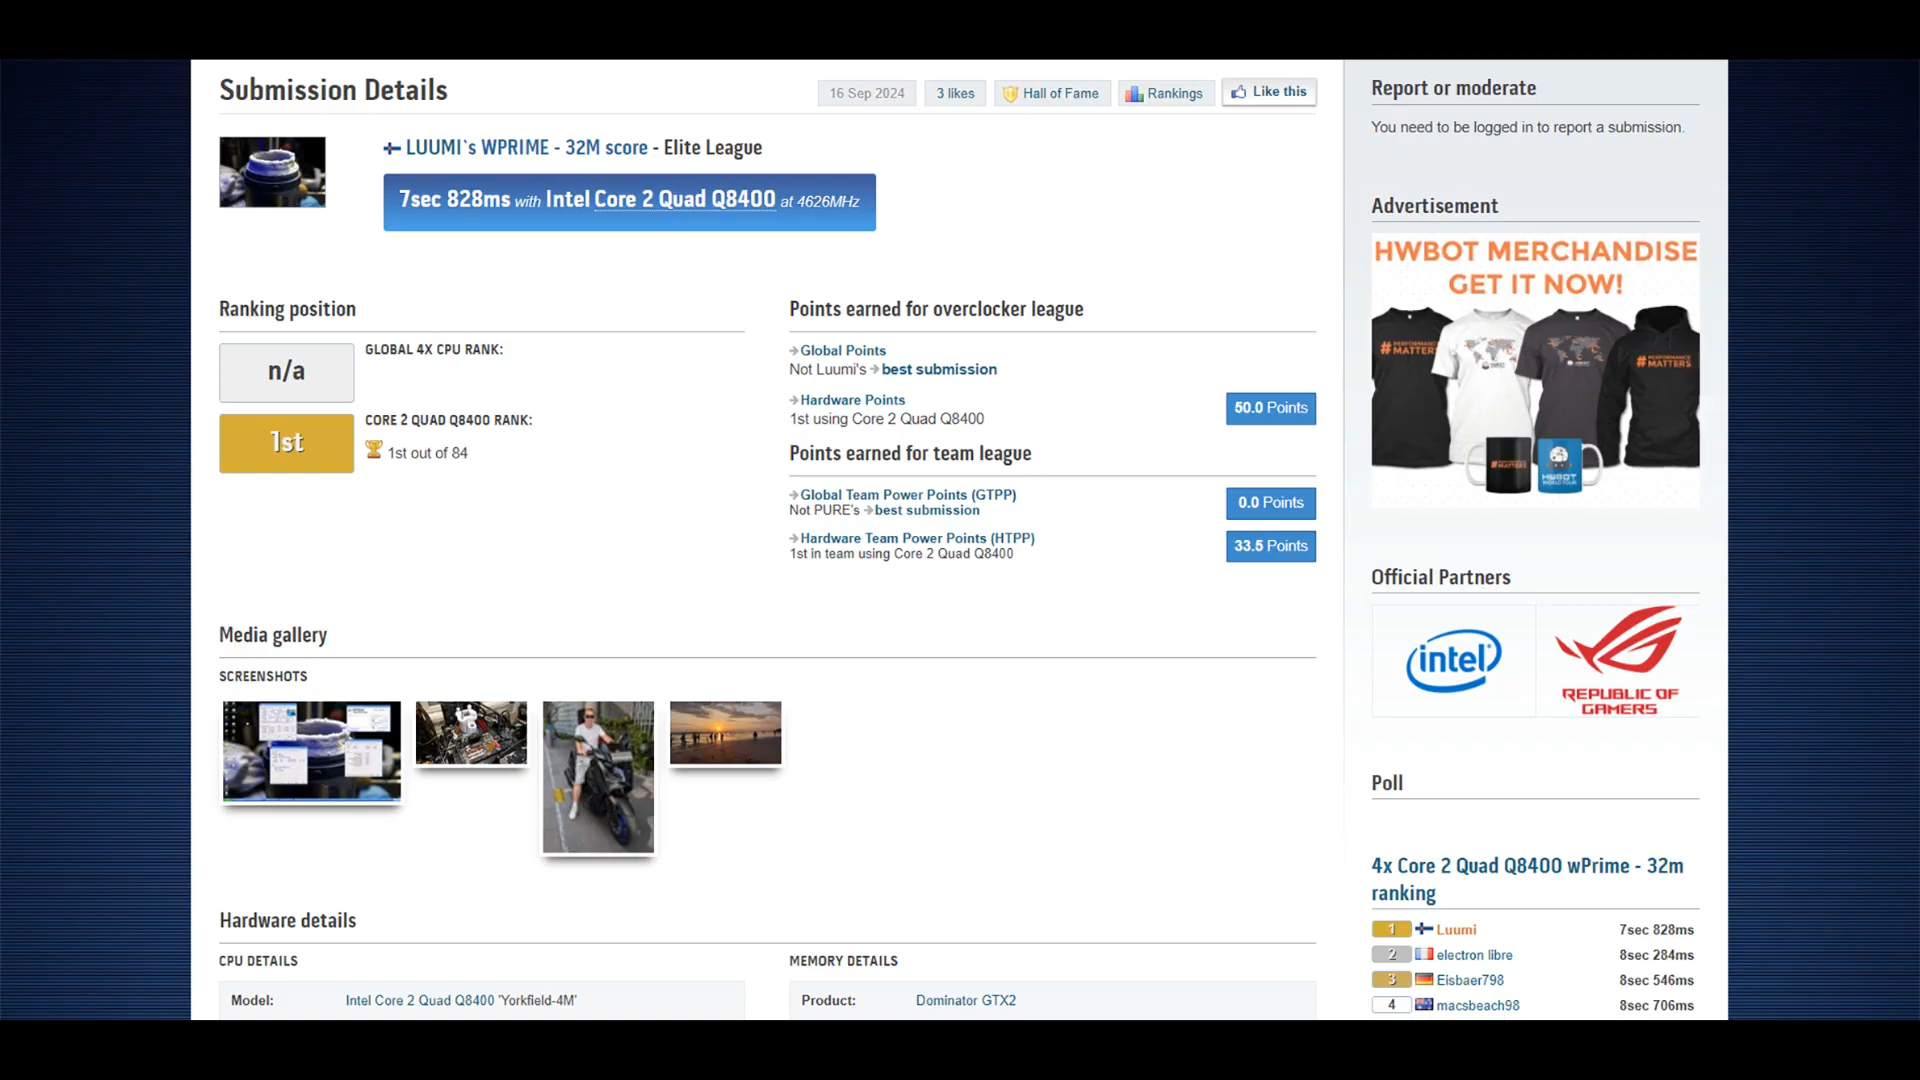 Submission Details
16 Sep 2024
3 likes
Hall of Fame
Rankings
Like this
LUUMI`s WPRIME - 32M score - Elite League
7sec 828ms with Intel Core 2 Quad Q8400 at 4626MHz
Ranking position
n/a
GLOBAL 4X CPU RANK:
1st
CORE 2 QUAD Q8400 RANK:
1st out of 84
Points earned for overclocker league
Global Points
Not Luumi's best submission
Hardware Points
1st using Core 2 Quad Q8400
50.0 Points
Points earned for team league
Global Team Power Points (GTPP)
Not PURE's best submission
0.0 Points
Hardware Team Power Points (HTPP)
1st in team using Core 2 Quad Q8400
33.5 Points
Media gallery
SCREENSHOTS
Hardware details
CPU DETAILS
Model: Intel Core 2 Quad Q8400 'Yorkfield-4M'
MEMORY DETAILS
Product: Dominator GTX2
Report or moderate
You need to be logged in to report a submission.
Advertisement
HWBOT MERCHANDISE
GET IT NOW!
#PERFORMANCE
MATTERS
#PERFORMANCE
MATTERS
HWBOT
WORLD TOUR
Official Partners
intel
REPUBLIC OF
GAMERS
Poll
4x Core 2 Quad Q8400 wPrime - 32m
ranking
1 Luumi 7sec 828ms
2 electron libre 8sec 284ms
3 Eisbaer798 8sec 546ms
4 macsbeach98 8sec 706ms